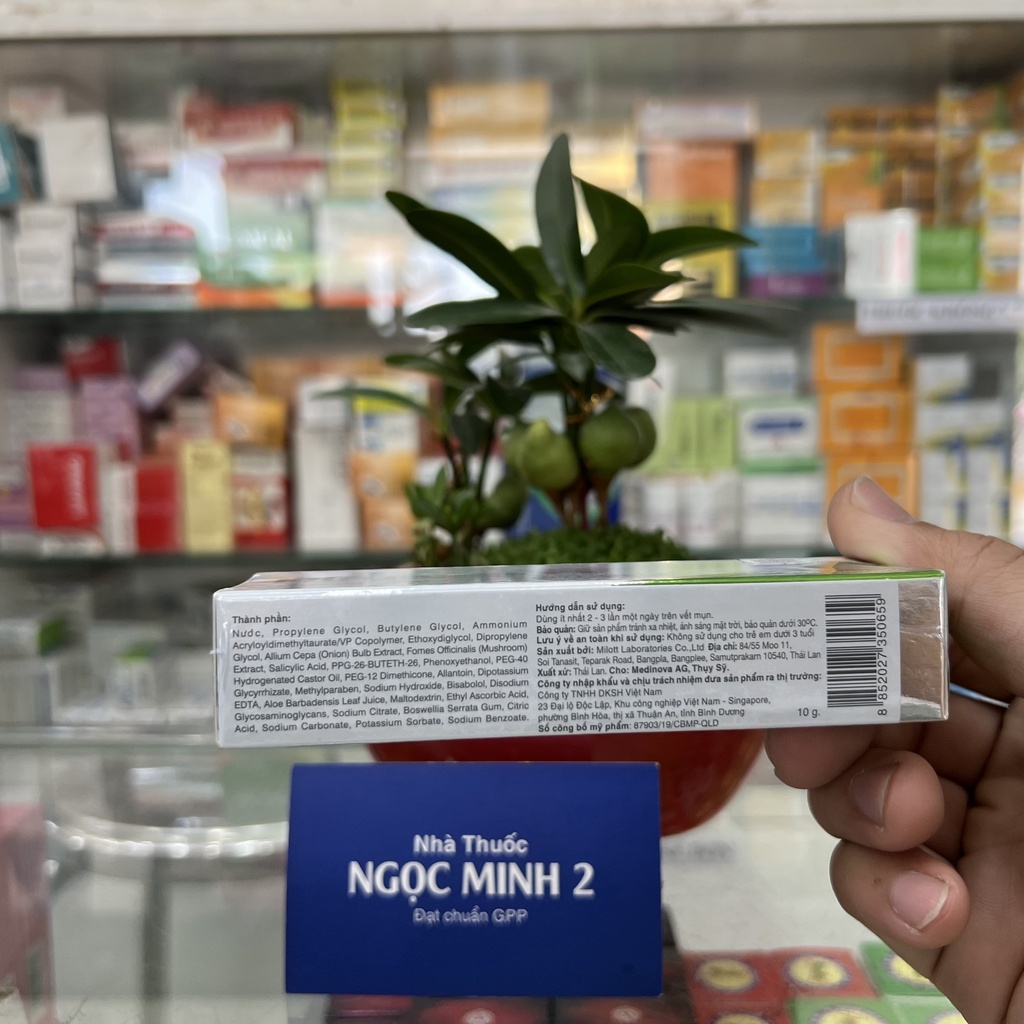 Thành phần:
Nước, Propylene Glycol, Butylene Glycol, Ammonium
Acryloyldimethyltaurate/VP Copolymer, Ethoxydiglycol, Dipropylene
Glycol, Allium Cepa (Onion) Bulb Extract, Fomes Officinalis (Mushroom)
Extract, Salicylic Acid, PPG-26-BUTETH-26, Phenoxyethanol, PEG-40
Hydrogenated Castor Oil, PEG-12 Dimethicone, Allantoin, Dipotassium
Glycyrrhizate, Methylparaben, Sodium Hydroxide, Bisabolol, Disodium
EDTA, Aloe Barbadensis Leaf Juice, Maltodextrin, Ethyl Ascorbic Acid,
Glycosaminoglycans, Sodium Citrate, Boswellia Serrata Gum, Citric
Acid, Sodium Carbonate, Potassium Sorbate, Sodium Benzoate.
Hướng dẫn sử dụng:
Dùng ít nhất 2 - 3 lần một ngày trên vết mụn.
Bảo quản: Giữ sản phẩm tránh xa nhiệt, ánh sáng mặt trời, bảo quản dưới 30ºC.
Lưu ý về an toàn khi sử dụng: Không sử dụng cho trẻ em dưới 3 tuổi
Sản xuất bởi: Milott Laboratories Co.,Ltd Địa chỉ: 84/55 Moo 11,
Soi Tanasit, Teparak Road, Bangpla, Bangplee, Samutprakarn 10540, Thái Lan
Xuất xứ: Thái Lan. Cho: Medinova AG, Thụy Sỹ.
Công ty nhập khẩu và chịu trách nhiệm đưa sản phẩm ra thị trường:
Công ty TNHH DKSH Việt Nam
23 Đại lộ Độc Lập, Khu công nghiệp Việt Nam - Singapore,
phường Bình Hòa, thị xã Thuận An, tỉnh Bình Dương
Số công bố mỹ phẩm: 87903/19/CBMP-QLD
10 g.
8 852027 350659
Nhà Thuốc
NGỌC MINH 2
Đạt chuẩn GPP